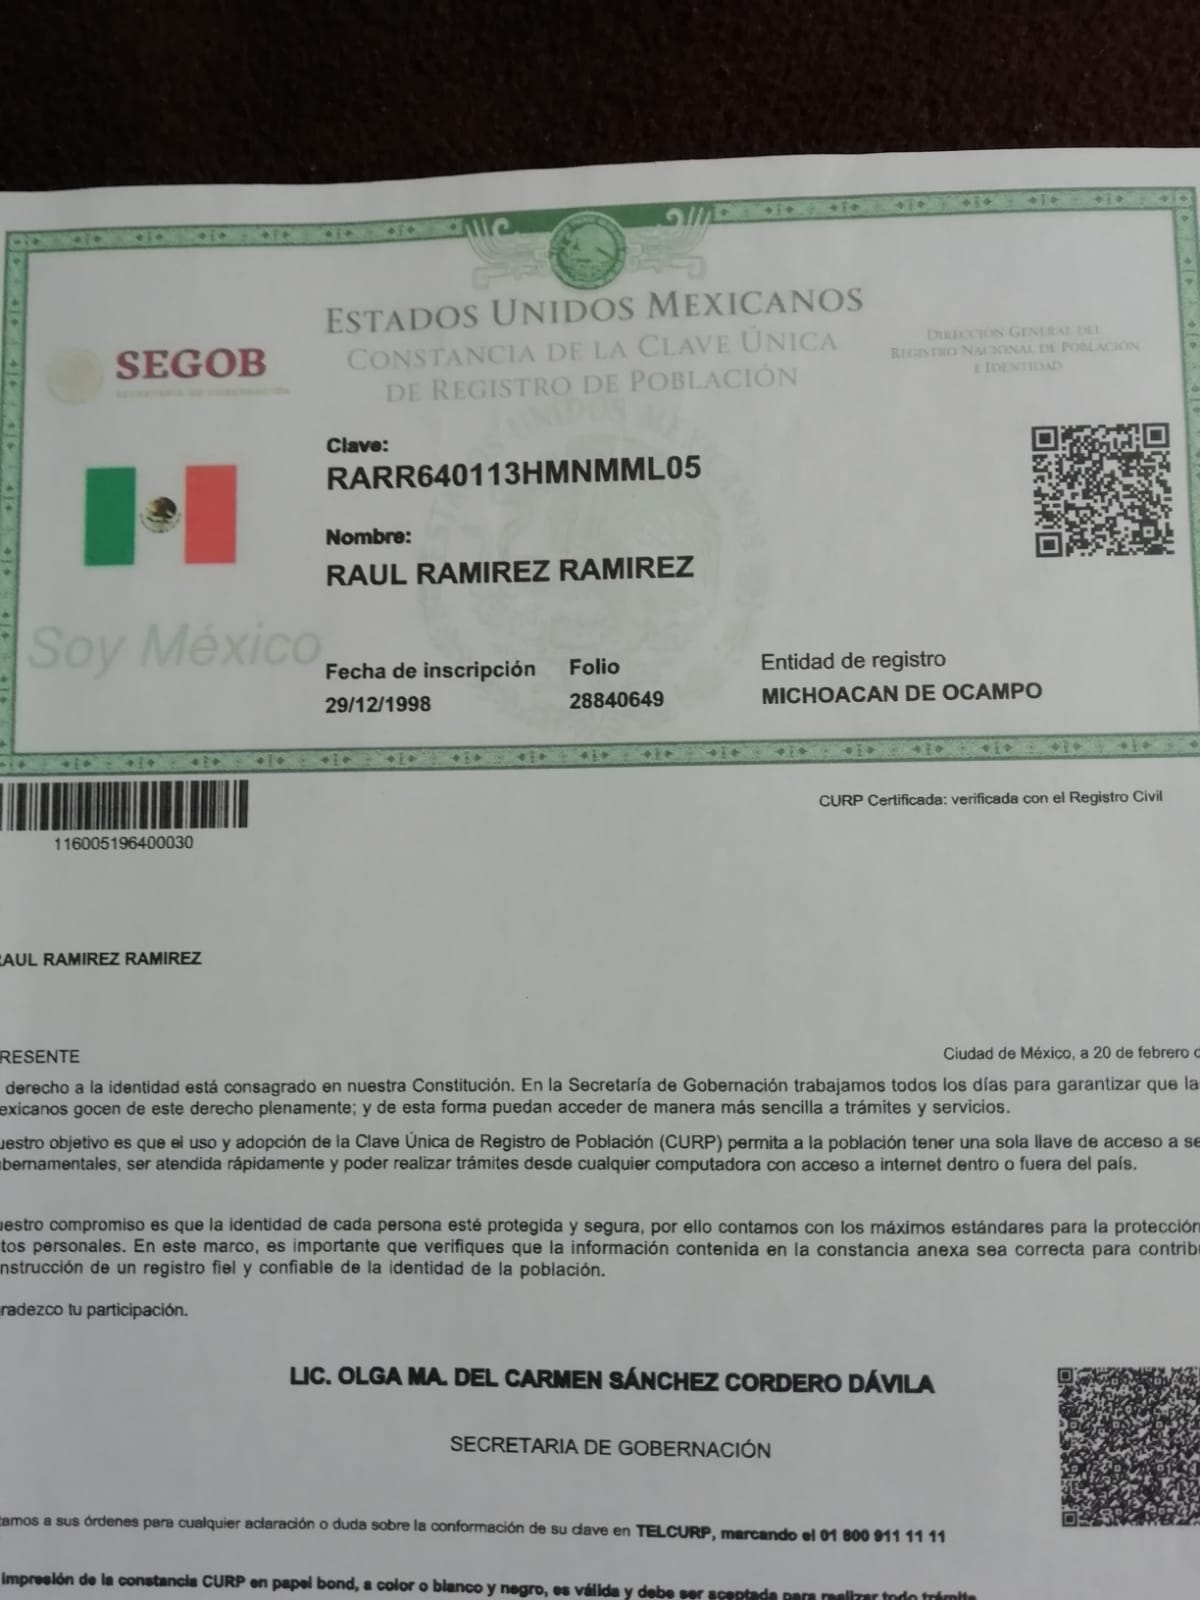 ESTADOS UNIDOS MEXICANOS
CONSTANCIA DE LA CLAVE ÚNICA
DE REGISTRO DE POBLACIÓN
DIRECCIÓN GENERAL DEL
REGISTRO NACIONAL DE POBLACIÓN
E IDENTIDAD
SEGOB
SECRETARÍA DE GOBERNACIÓN
Clave:
RARR640113HMNMML05
Nombre:
RAUL RAMIREZ RAMIREZ
Soy México
Fecha de inscripción Folio Entidad de registro
29/12/1998 28840649 MICHOACAN DE OCAMPO
CURP Certificada: verificada con el Registro Civil
116005196400030
RAUL RAMIREZ RAMIREZ
RESENTE
Ciudad de México, a 20 de febrero
derecho a la identidad está consagrado en nuestra Constitución. En la Secretaría de Gobernación trabajamos todos los días para garantizar que la
exicanos gocen de este derecho plenamente; y de esta forma puedan acceder de manera más sencilla a trámites y servicios.
uestro objetivo es que el uso y adopción de la Clave Única de Registro de Población (CURP) permita a la población tener una sola llave de acceso a se
bernamentales, ser atendida rápidamente y poder realizar trámites desde cualquier computadora con acceso a internet dentro o fuera del país.
uestro compromiso es que la identidad de cada persona esté protegida y segura, por ello contamos con los máximos estándares para la protección
tos personales. En este marco, es importante que verifiques que la información contenida en la constancia anexa sea correcta para contribu
nstrucción de un registro fiel y confiable de la identidad de la población.
radezco tu participación.
LIC. OLGA MA. DEL CARMEN SÁNCHEZ CORDERO DÁVILA
SECRETARIA DE GOBERNACIÓN
tamos a sus órdenes para cualquier aclaración o duda sobre la conformación de su clave en TELCURP, marcando el 01 800 911 11 11
impresión de la constancia CURP en papel bond, a color o blanco y negro, es válida y debe ser aceptada para realizar todo trámite